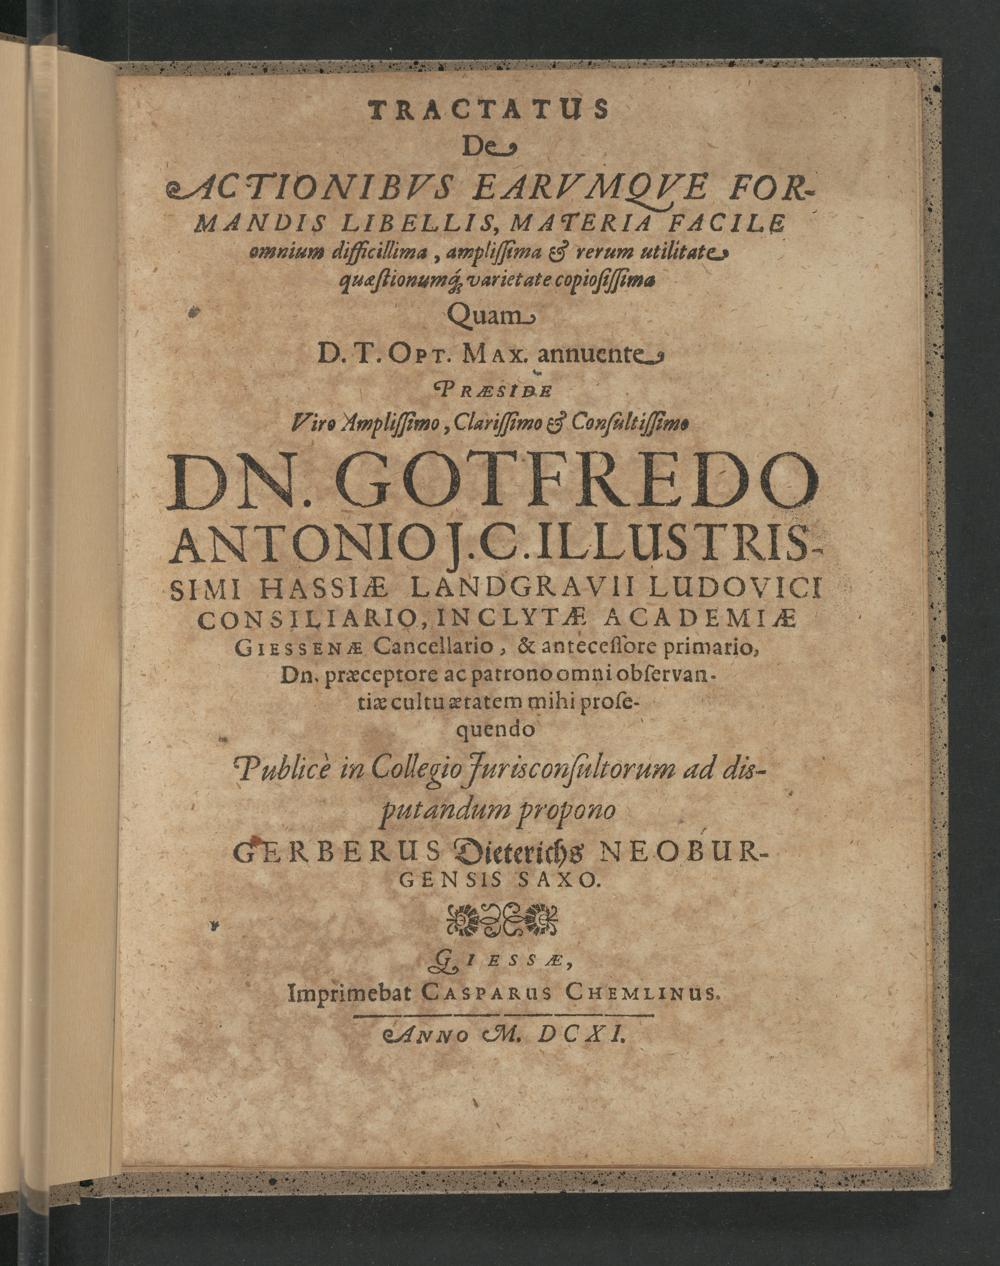 TRACTATUS
De
ACTIONIBVS EARVMQVE FOR-
MANDIS LIBELLIS, MATERIA FACILE
omnium difficillima, ampliſſima & rerum utilitate
quæſtionumq́; varietate copioſiſſima
Quam
D. T. OPT. MAX. annuente
PRÆSIDE
Viro Ampliſſimo, Clariſſimo & Conſultiſſimo
DN. GOTFREDO
ANTONIO J.C. ILLUSTRIS-
SIMI HASSIÆ LANDGRAVII LUDOVICI
CONSILIARIO, INCLYTÆ ACADEMIÆ
GIESSENÆ Cancellario, & anteceſſore primario,
Dn. præceptore ac patrono omni obſervan-
tiæ cultu ætatem mihi proſe-
quendo
Publicè in Collegio Jurisconſultorum ad dis-
putandum propono
GERBERUS Dieterichs NEOBUR-
GENSIS SAXO.
GIESSÆ,
Imprimebat CASPARUS CHEMLINUS.
ANNO M. DCXI.